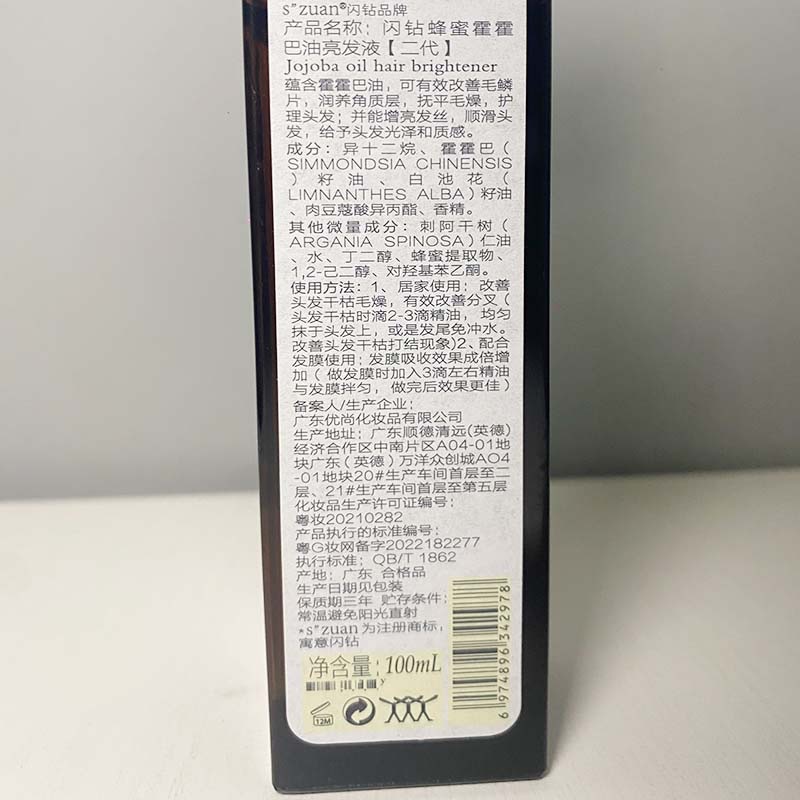 s"zuan®闪钻品牌
产品名称：闪钻蜂蜜霍霍
巴油亮发液【二代】
Jojoba oil hair brightener
蕴含霍霍巴油，可有效改善毛鳞
片，润养角质层，抚平毛燥，护
理头发；并能增亮发丝，顺滑头
发，给予头发光泽和质感。
成分：异十二烷、霍霍巴（
SIMMONDSIA CHINENSIS
）籽油、白池花（
LIMNANTHES ALBA）籽油
、肉豆蔻酸异丙酯、香精。
其他微量成分：刺阿干树（
ARGANIA SPINOSA）仁油
、水、丁二醇、蜂蜜提取物、
1,2-己二醇、对羟基苯乙酮。
使用方法：1、居家使用：改善
头发干枯毛燥，有效改善分叉（
头发干枯时滴2-3滴精油，均匀
抹于头发上，或是发尾免冲水。
改善头发干枯打结现象)2、配合
发膜使用：发膜吸收效果成倍增
加（做发膜时加入3滴左右精油
与发膜拌匀，做完后效果更佳）
备案人/生产企业：
广东优尚化妆品有限公司
生产地址：广东顺德清远(英德)
经济合作区中南片区A04-01地
块广东（英德）万洋众创城AO4
-01地块20#生产车间首层至二
层、21#生产车间首层至第五层
化妆品生产许可证编号：
粤妆20210282
产品执行的标准编号：
粤G妆网备字2022182277
执行标准：QB/T 1862
产地：广东 合格品
生产日期见包装
保质期三年 贮存条件：
常温避免阳光直射
*s"zuan为注册商标，
寓意闪钻
净含量：100mL
12M
6974896342978